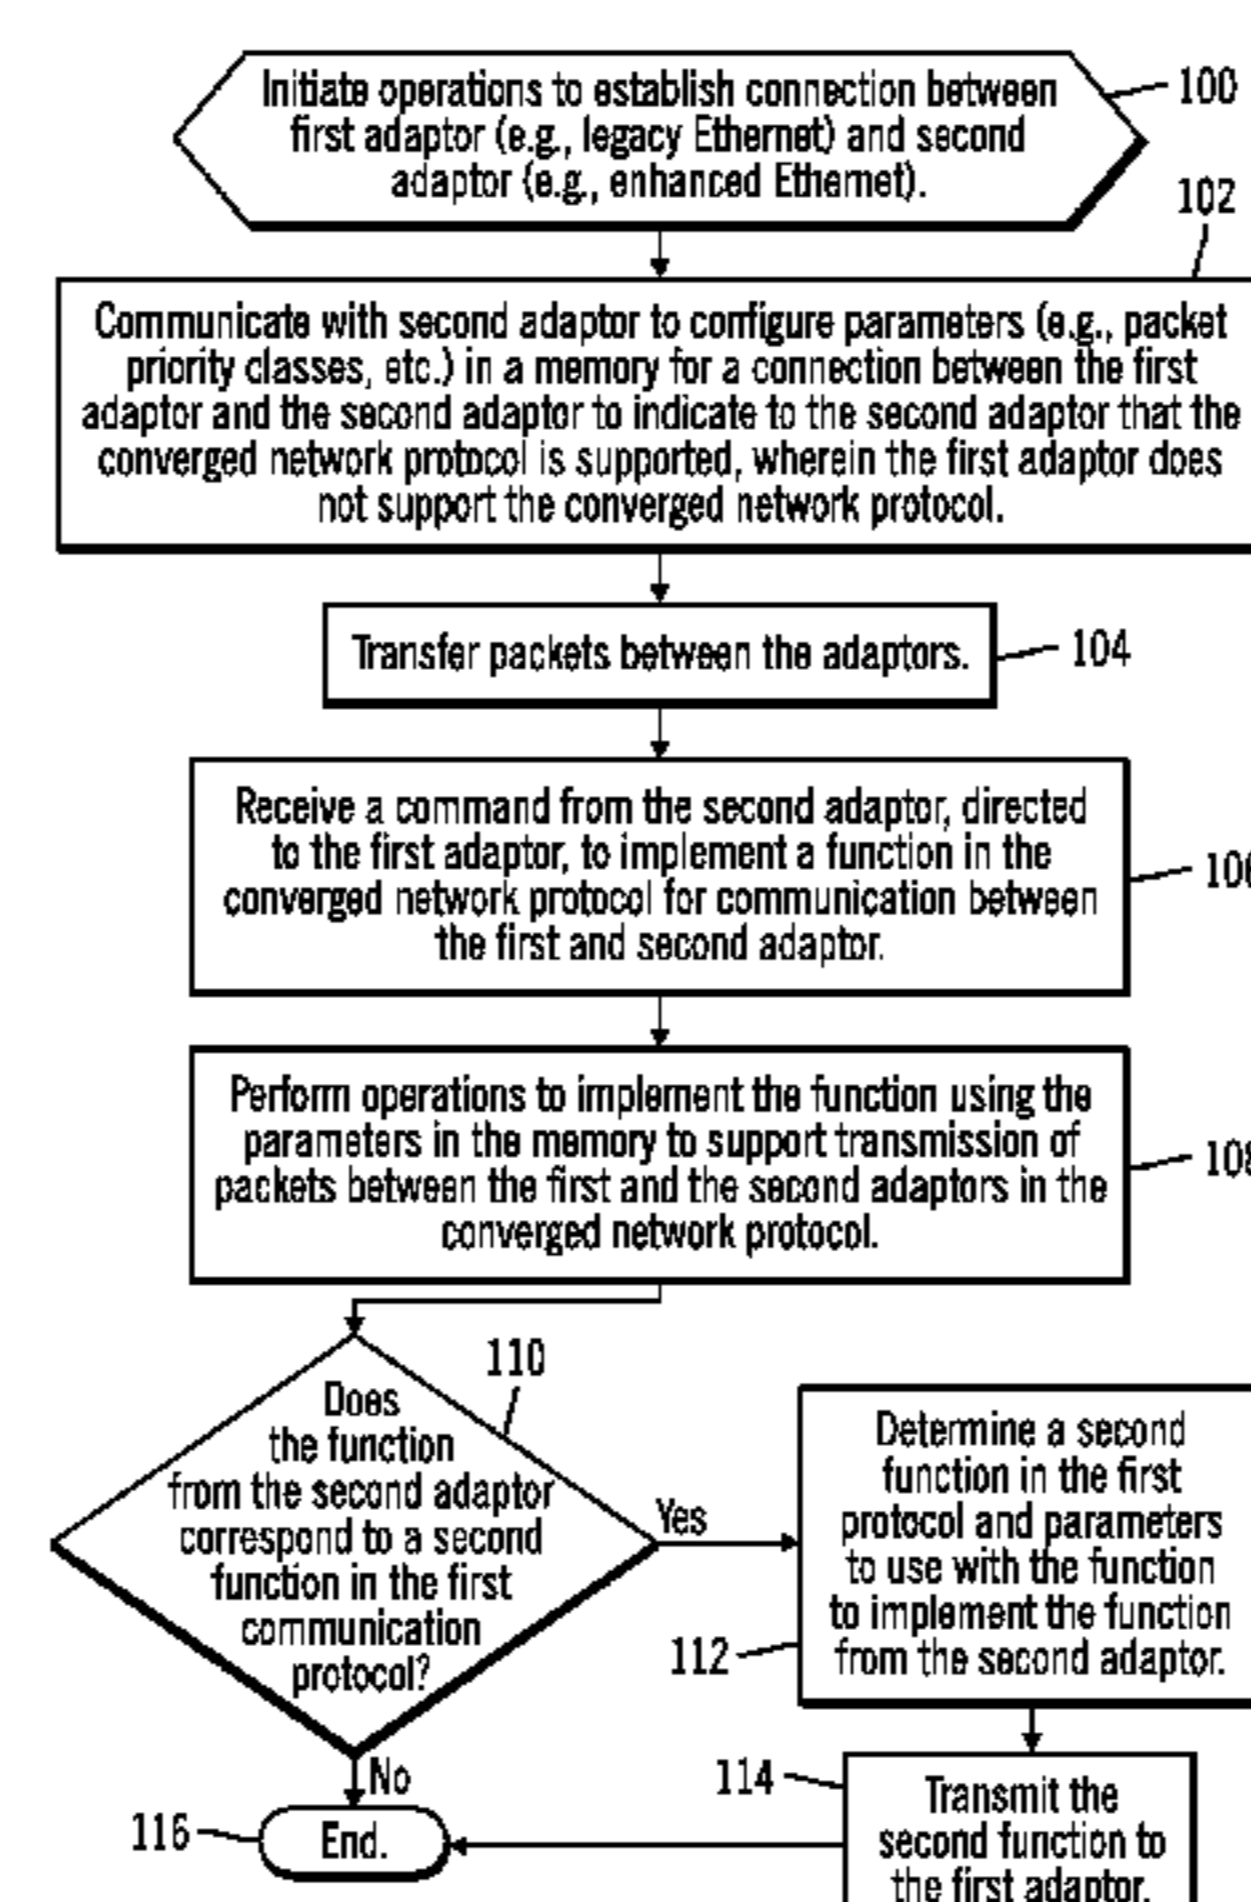 Initiate operations to establish connection between
first adaptor (e.g., legacy Ethernet) and second
adaptor (e.g., enhanced Ethernet).
100
102
Communicate with second adaptor to configure parameters (e.g., packet
priority classes, etc.) in a memory for a connection between the first
adaptor and the second adaptor to indicate to the second adaptor that the
converged network protocol is supported, wherein the first adaptor does
not support the converged network protocol.
Transfer packets between the adaptors.
104
Receive a command from the second adaptor, directed
to the first adaptor, to implement a function in the
converged network protocol for communication between
the first and second adaptor.
106
Perform operations to implement the function using the
parameters in the memory to support transmission of
packets between the first and the second adaptors in the
converged network protocol.
108
110
Does
the function
from the second adaptor
correspond to a second
function in the first
communication
protocol?
Yes
Determine a second
function in the first
protocol and parameters
to use with the function
to implement the function
from the second adaptor.
112
No
114
Transmit the
second function to
the first adaptor.
116
End.